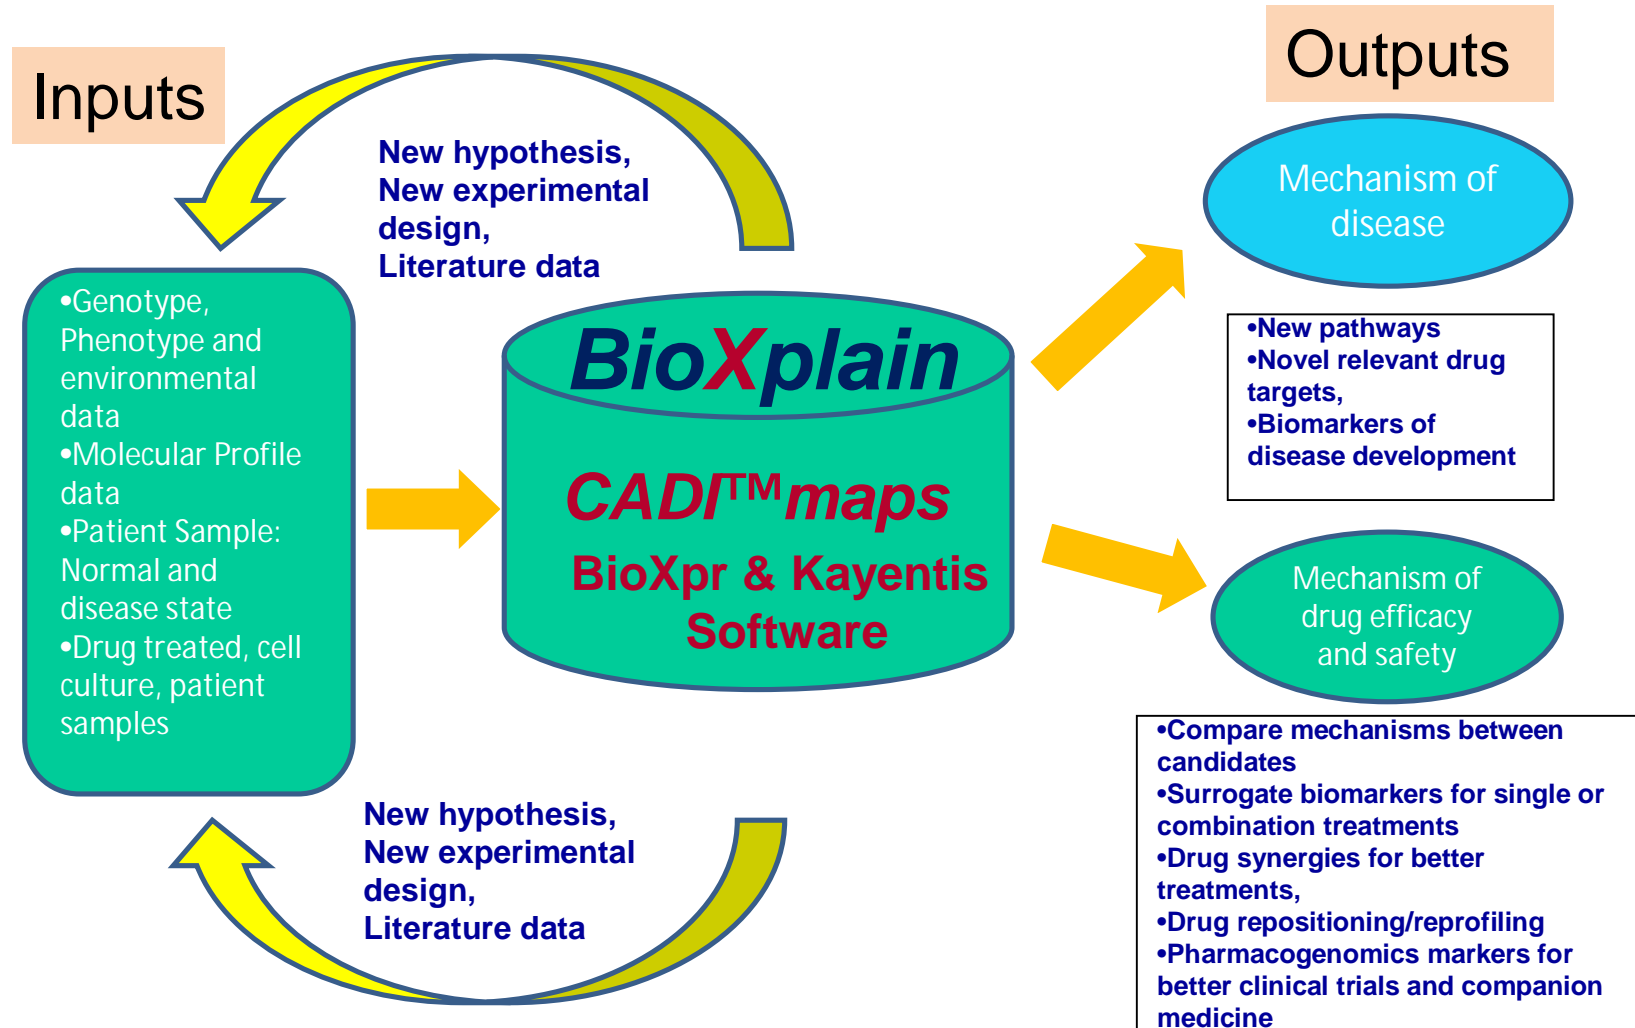 Inputs
Outputs
New hypothesis,
New experimental
design,
Literature data
•Genotype,
Phenotype and
environmental
data
•Molecular Profile
data
•Patient Sample:
Normal and
disease state
•Drug treated, cell
culture, patient
samples
BioXplain
CADI™maps
BioXpr & Kayentis
Software
New hypothesis,
New experimental
design,
Literature data
Mechanism of
disease
•New pathways
•Novel relevant drug
targets,
•Biomarkers of
disease development
Mechanism of
drug efficacy
and safety
•Compare mechanisms between
candidates
•Surrogate biomarkers for single or
combination treatments
•Drug synergies for better
treatments,
•Drug repositioning/reprofiling
•Pharmacogenomics markers for
better clinical trials and companion
medicine